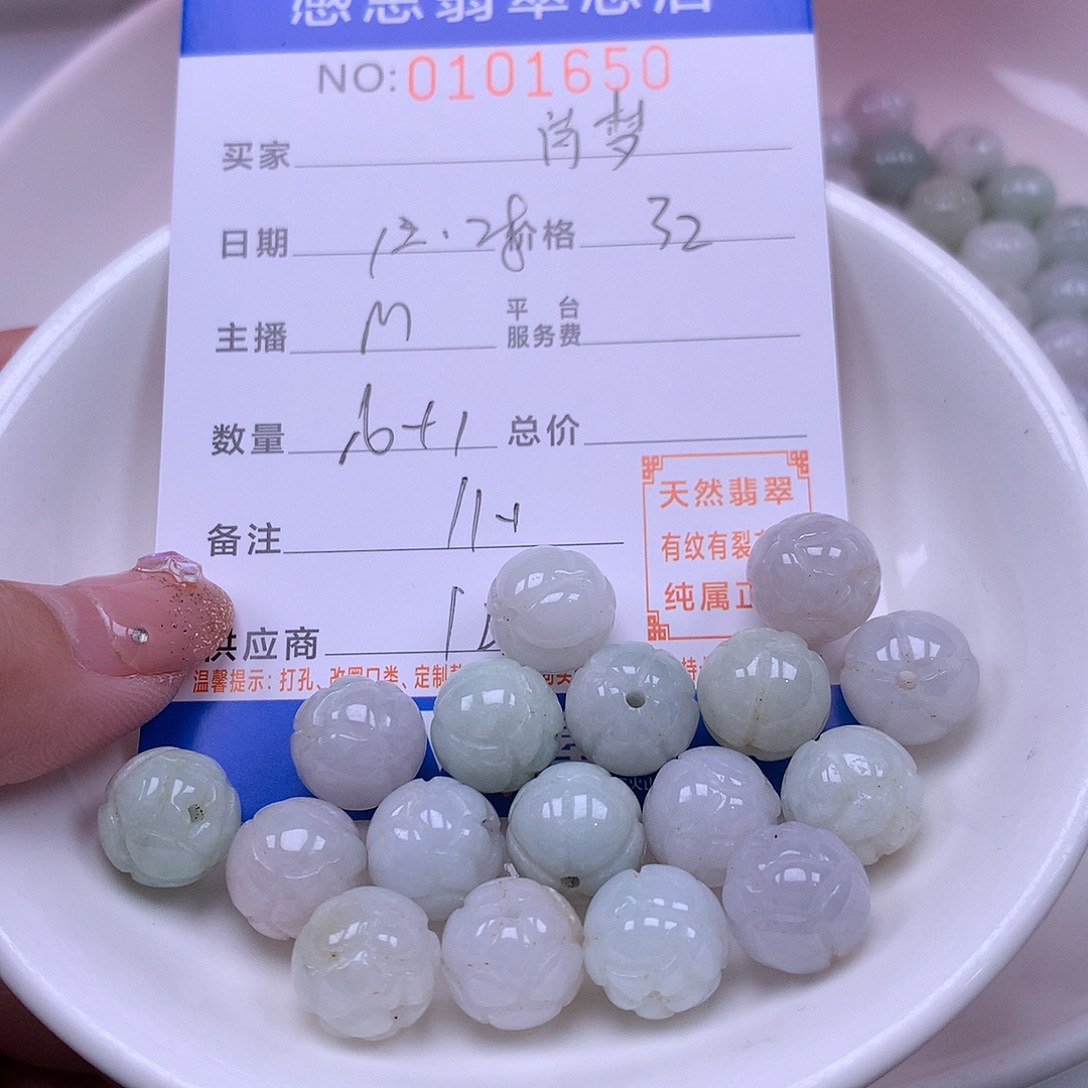 NO:0101650
买家 肖梦
日期 12.28 价格 32
主播 M 平台服务费
数量 16+1 总价
备注 11+
天然翡翠
有纹有裂
纯属正
供应商
温馨提示:打孔、改圈口类、定制